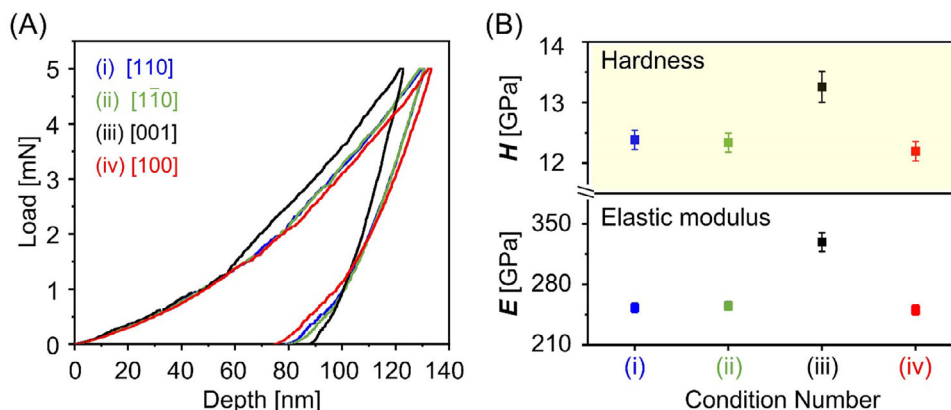 (A)
(i) [110]
(ii) [11̄0]
(iii) [001]
(iv) [100]
Load [mN]
5
4
3
2
1
0
0 20 40 60 80 100 120 140
Depth [nm]
(B)
Hardness
H [GPa]
14
13
12
Elastic modulus
E [GPa]
350
280
210
(i) (ii) (iii) (iv)
Condition Number